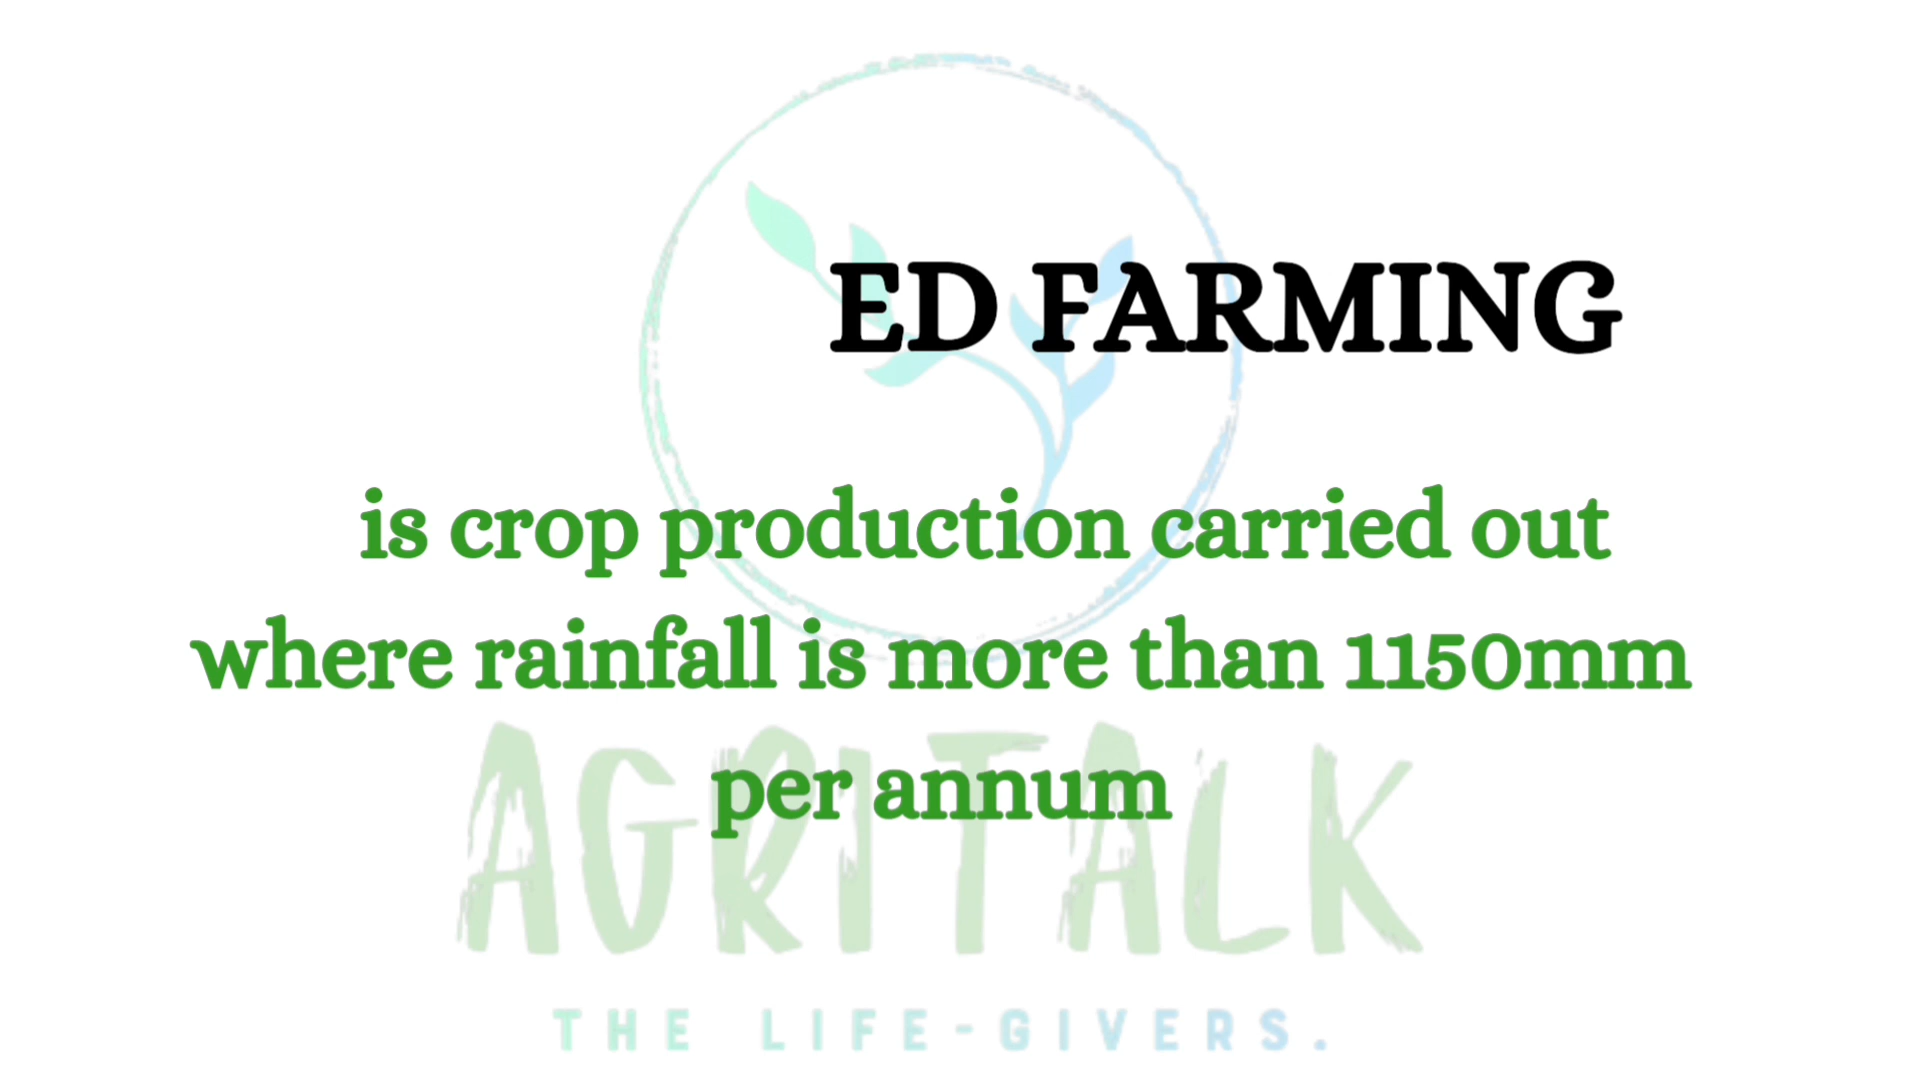 ED FARMING
is crop production carried out
where rainfall is more than 1150mm
per annum
AGRITALK
THE LIFE-GIVERS.